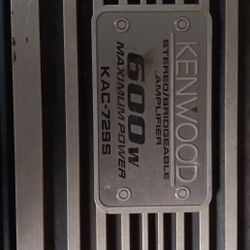 KENWOOD
STEREO/BRIDGEABLE
AMPLIFIER
600W
MAXIMUM POWER
KAC-729S